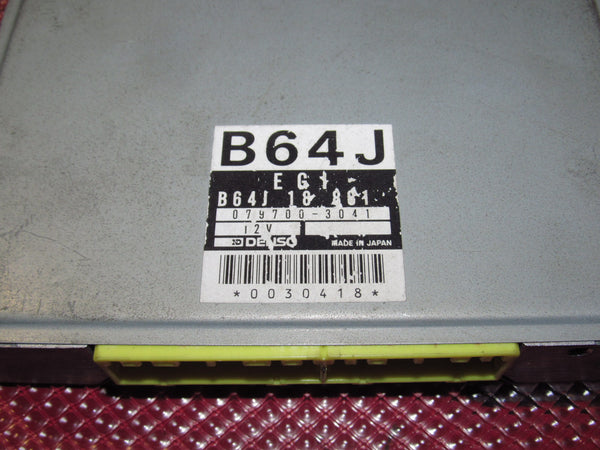 B64J
EGI
B64J 18 881
079700-3041
12V
DENSO MADE IN JAPAN
*0030418*